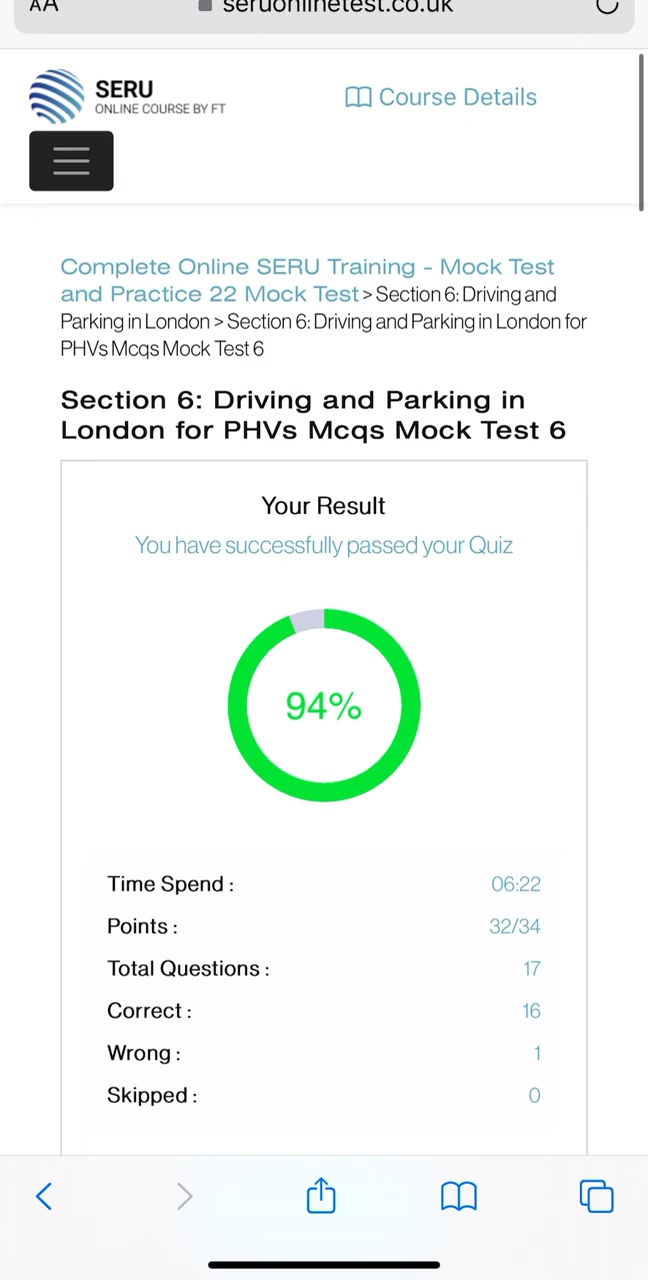 AA seruonlinetest.co.uk
SERU
ONLINE COURSE BY FT
Course Details
Complete Online SERU Training - Mock Test
and Practice 22 Mock Test > Section 6: Driving and
Parking in London > Section 6: Driving and Parking in London for
PHVs Mcqs Mock Test 6
Section 6: Driving and Parking in
London for PHVs Mcqs Mock Test 6
Your Result
You have successfully passed your Quiz
94%
Time Spend : 06:22
Points : 32/34
Total Questions : 17
Correct : 16
Wrong : 1
Skipped : 0